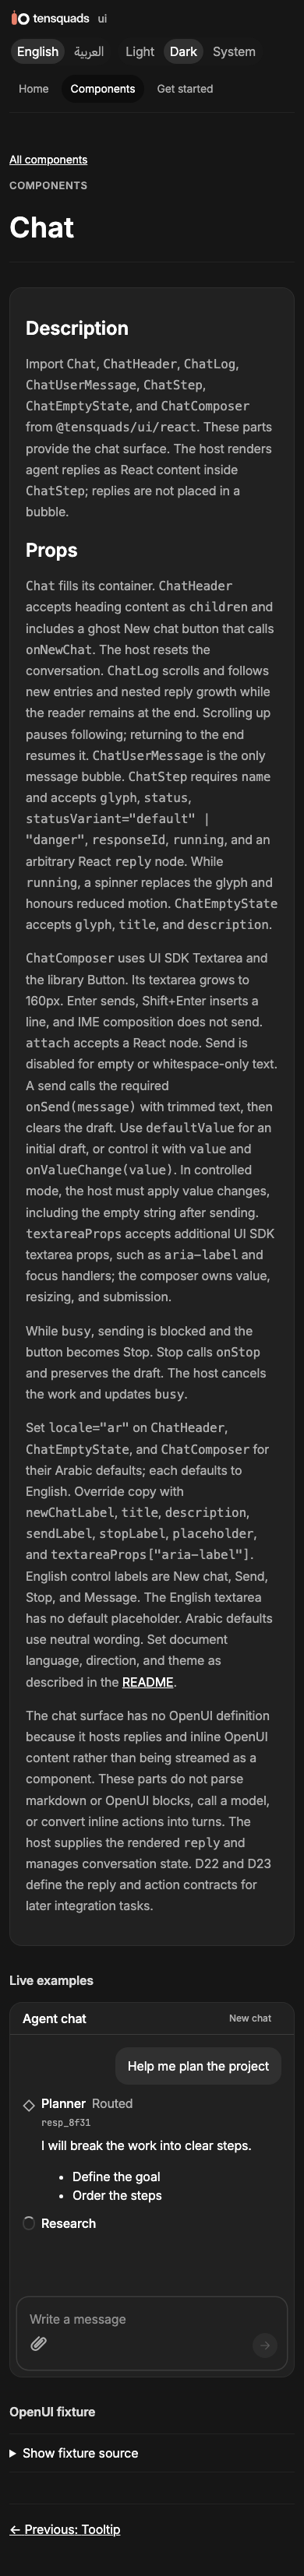 tensquads ui
English العربية Light Dark System
Home Components Get started
All components
COMPONENTS
Chat
Description
Import Chat, ChatHeader, ChatLog,
ChatUserMessage, ChatStep,
ChatEmptyState, and ChatComposer
from @tensquads/ui/react. These parts
provide the chat surface. The host renders
agent replies as React content inside
ChatStep; replies are not placed in a
bubble.
Props
Chat fills its container. ChatHeader
accepts heading content as children and
includes a ghost New chat button that calls
onNewChat. The host resets the
conversation. ChatLog scrolls and follows
new entries and nested reply growth while
the reader remains at the end. Scrolling up
pauses following; returning to the end
resumes it. ChatUserMessage is the only
message bubble. ChatStep requires name
and accepts glyph, status,
statusVariant="default" |
"danger", responseId, running, and an
arbitrary React reply node. While
running, a spinner replaces the glyph and
honours reduced motion. ChatEmptyState
accepts glyph, title, and description.
ChatComposer uses UI SDK Textarea and
the library Button. Its textarea grows to
160px. Enter sends, Shift+Enter inserts a
line, and IME composition does not send.
attach accepts a React node. Send is
disabled for empty or whitespace-only text.
A send calls the required
onSend(message) with trimmed text, then
clears the draft. Use defaultValue for an
initial draft, or control it with value and
onValueChange(value). In controlled
mode, the host must apply value changes,
including the empty string after sending.
textareaProps accepts additional UI SDK
textarea props, such as aria-label and
focus handlers; the composer owns value,
resizing, and submission.
While busy, sending is blocked and the
button becomes Stop. Stop calls onStop
and preserves the draft. The host cancels
the work and updates busy.
Set locale="ar" on ChatHeader,
ChatEmptyState, and ChatComposer for
their Arabic defaults; each defaults to
English. Override copy with
newChatLabel, title, description,
sendLabel, stopLabel, placeholder,
and textareaProps["aria-label"].
English control labels are New chat, Send,
Stop, and Message. The English textarea
has no default placeholder. Arabic defaults
use neutral wording. Set document
language, direction, and theme as
described in the README.
The chat surface has no OpenUI definition
because it hosts replies and inline OpenUI
content rather than being streamed as a
component. These parts do not parse
markdown or OpenUI blocks, call a model,
or convert inline actions into turns. The
host supplies the rendered reply and
manages conversation state. D22 and D23
define the reply and action contracts for
later integration tasks.
Live examples
Agent chat New chat
Help me plan the project
Planner Routed
resp_8f31
I will break the work into clear steps.
• Define the goal
• Order the steps
Research
Write a message
OpenUI fixture
Show fixture source
← Previous: Tooltip